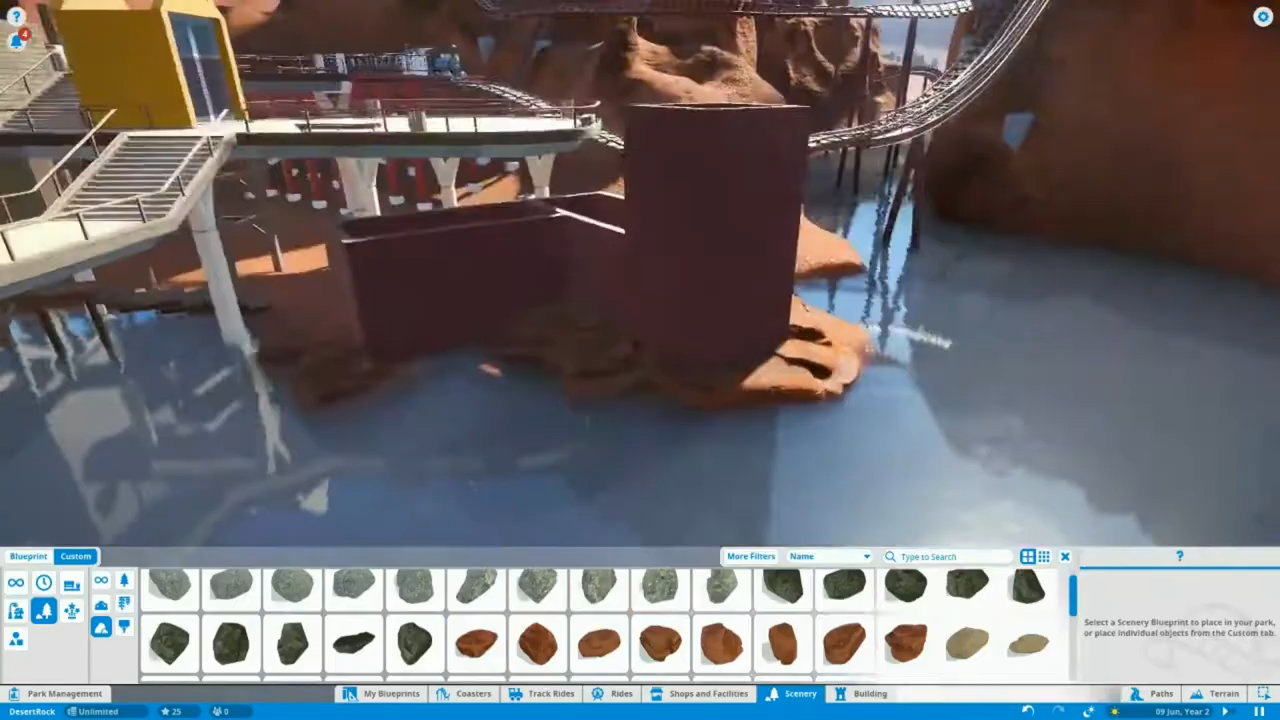 ?
4
Blueprint Custom More Filters Name Type to Search ?
Select a Scenery Blueprint to place in your park,
or place individual objects from the Custom tab.
Park Management My Blueprints Coasters Track Rides Rides Shops and Facilities Scenery Building Paths Terrain
DesertRock Unlimited 25 0 09 Jun, Year 2